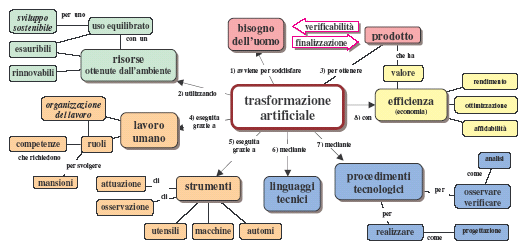 sviluppo
sostenibile
per uno
uso equilibrato
con un
essuribili
rinnovabili
risorse
ottenute dall'ambiente
bisogno
dell'uomo
verificabilità
finalizzazione
prodotto
che ha
valore
1) avviene per soddisfare
3) per ottenere
2) utilizzando
trasformazione
artificiale
8) con
efficienza
(economia)
rendimento
ottimizzazione
affidabilità
organizzazione
del lavoro
competenze
ruoli
che richiedono
per svolgere
mansioni
lavoro
umano
4) eseguita
grazie a
5) eseguita
grazie a
6) mediante
7) mediante
attuazione
di
osservazione
di
strumenti
utensili
macchine
automi
linguaggi
tecnici
procedimenti
tecnologici
per
analisi
come
osservare
verificare
per
realizzare
come
progettazione